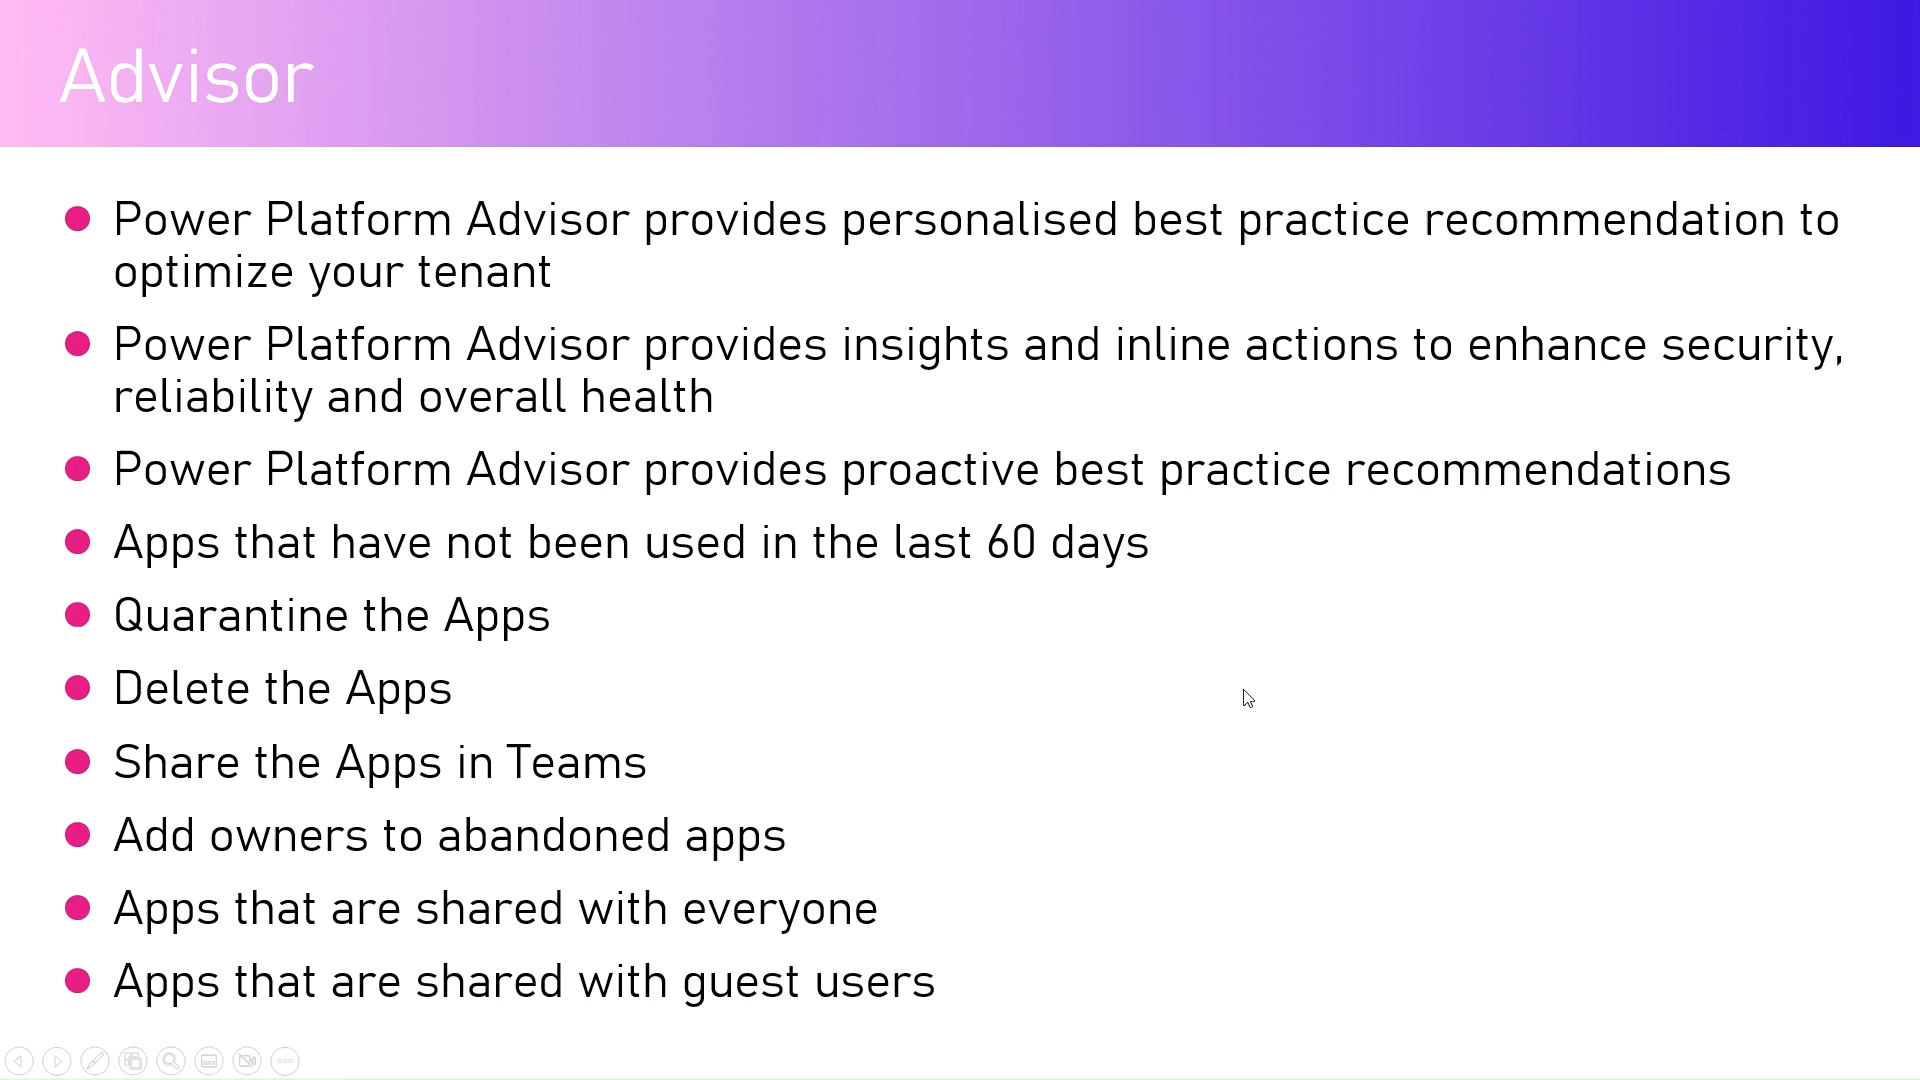 Advisor
Power Platform Advisor provides personalised best practice recommendation to
optimize your tenant
Power Platform Advisor provides insights and inline actions to enhance security,
reliability and overall health
Power Platform Advisor provides proactive best practice recommendations
Apps that have not been used in the last 60 days
Quarantine the Apps
Delete the Apps
Share the Apps in Teams
Add owners to abandoned apps
Apps that are shared with everyone
Apps that are shared with guest users